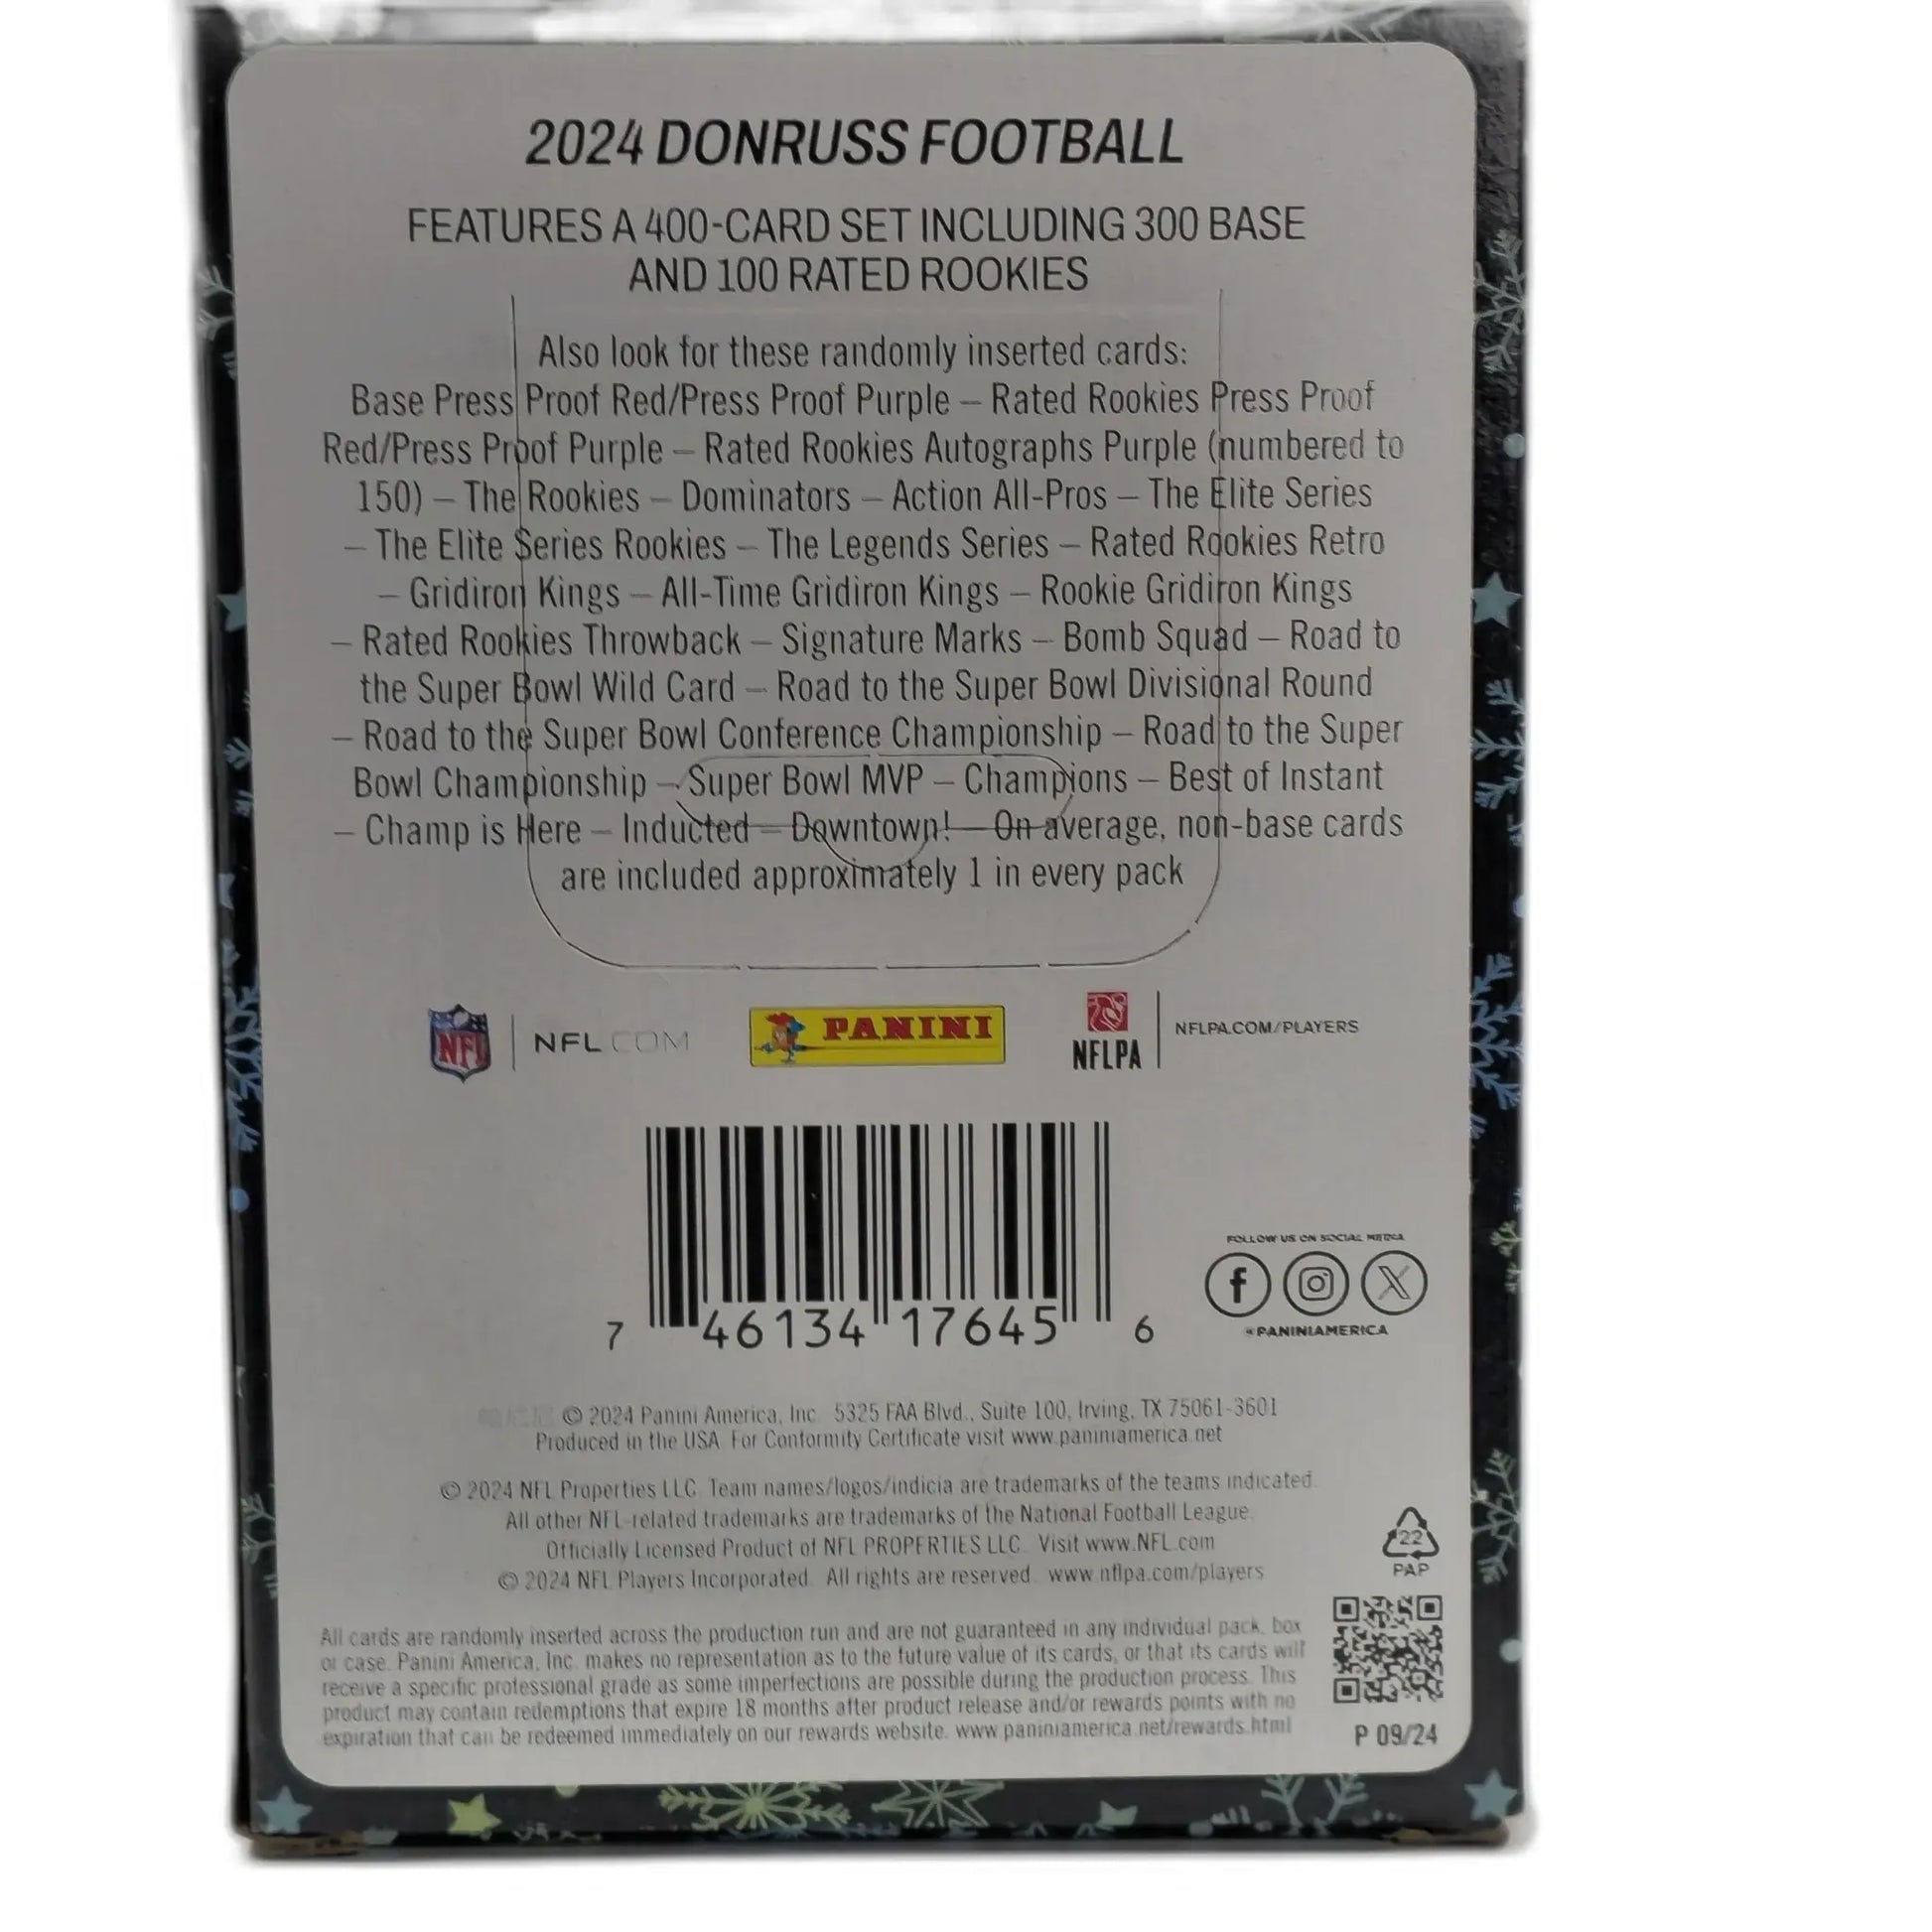 2024 DONRUSS FOOTBALL
FEATURES A 400-CARD SET INCLUDING 300 BASE
AND 100 RATED ROOKIES
Also look for these randomly inserted cards:
Base Press Proof Red/Press Proof Purple – Rated Rookies Press Proof
Red/Press Proof Purple – Rated Rookies Autographs Purple (numbered to
150) – The Rookies – Dominators – Action All-Pros – The Elite Series
– The Elite Series Rookies – The Legends Series – Rated Rookies Retro
– Gridiron Kings – All-Time Gridiron Kings – Rookie Gridiron Kings
– Rated Rookies Throwback – Signature Marks – Bomb Squad – Road to
the Super Bowl Wild Card – Road to the Super Bowl Divisional Round
– Road to the Super Bowl Conference Championship – Road to the Super
Bowl Championship – Super Bowl MVP – Champions – Best of Instant
– Champ is Here – Inducted – Downtown! – On average, non-base cards
are included approximately 1 in every pack
NFL | NFL.COM PANINI NFLPA | NFLPA.COM/PLAYERS
FOLLOW US ON SOCIAL MEDIA
7 46134 17645 6
PANINIAMERICA
© 2024 Panini America, Inc. 5325 FAA Blvd., Suite 100, Irving, TX 75061-3601
Produced in the USA. For Conformity Certificate visit www.paniniamerica.net
© 2024 NFL Properties LLC. Team names/logos/indicia are trademarks of the teams indicated.
All other NFL-related trademarks are trademarks of the National Football League.
Officially Licensed Product of NFL PROPERTIES LLC. Visit www.NFL.com
© 2024 NFL Players Incorporated. All rights are reserved. www.nflpa.com/players
22
PAP
All cards are randomly inserted across the production run and are not guaranteed in any individual pack, box
or case. Panini America, Inc. makes no representation as to the future value of its cards, or that its cards will
receive a specific professional grade as some imperfections are possible during the production process. This
product may contain redemptions that expire 18 months after product release and/or rewards points with no
expiration that can be redeemed immediately on our rewards website. www.paniniamerica.net/rewards.html
P 09/24